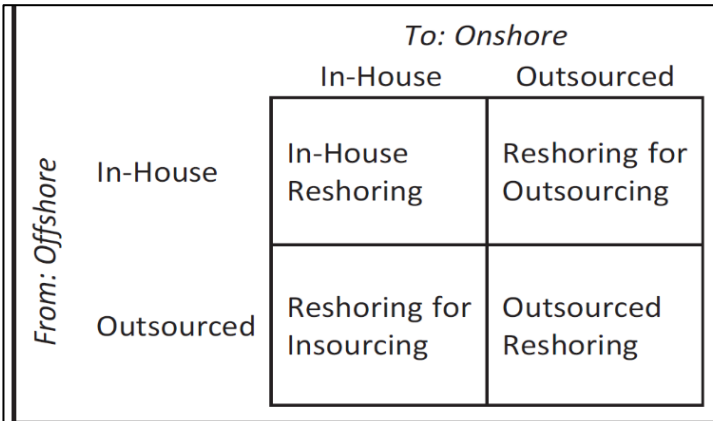 To: Onshore
In-House
Outsourced
From: Offshore
In-House
In-House
Reshoring
Reshoring for
Outsourcing
Outsourced
Reshoring for
Insourcing
Outsourced
Reshoring